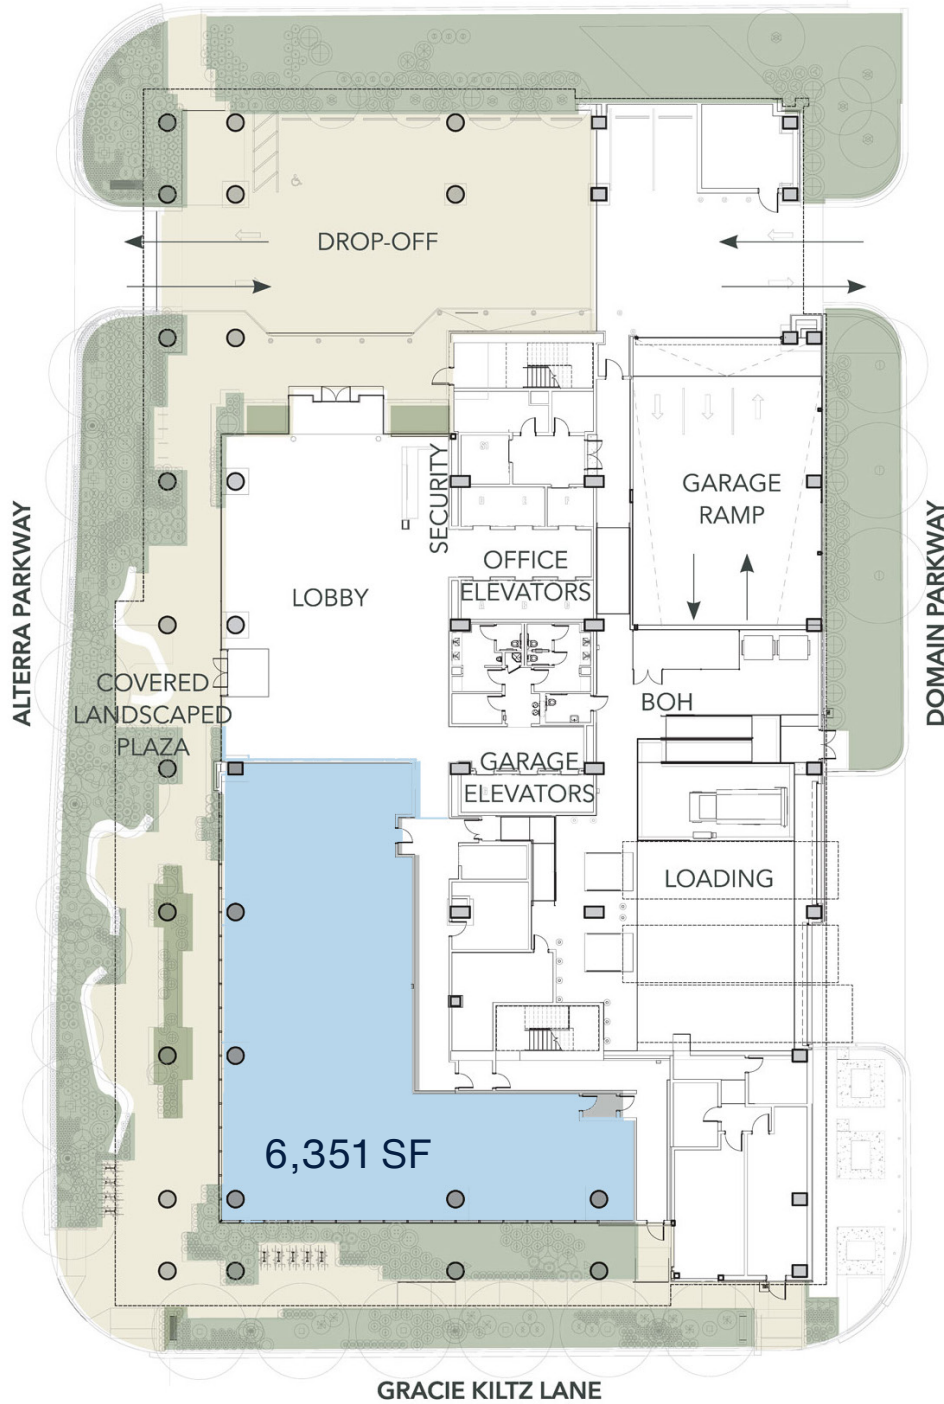 DROP-OFF
SECURITY
GARAGE
RAMP
OFFICE
ELEVATORS
LOBBY
ALTERRA PARKWAY
DOMAIN PARKWAY
COVERED
LANDSCAPED
PLAZA
BOH
GARAGE
ELEVATORS
LOADING
6,351 SF
GRACIE KILTZ LANE